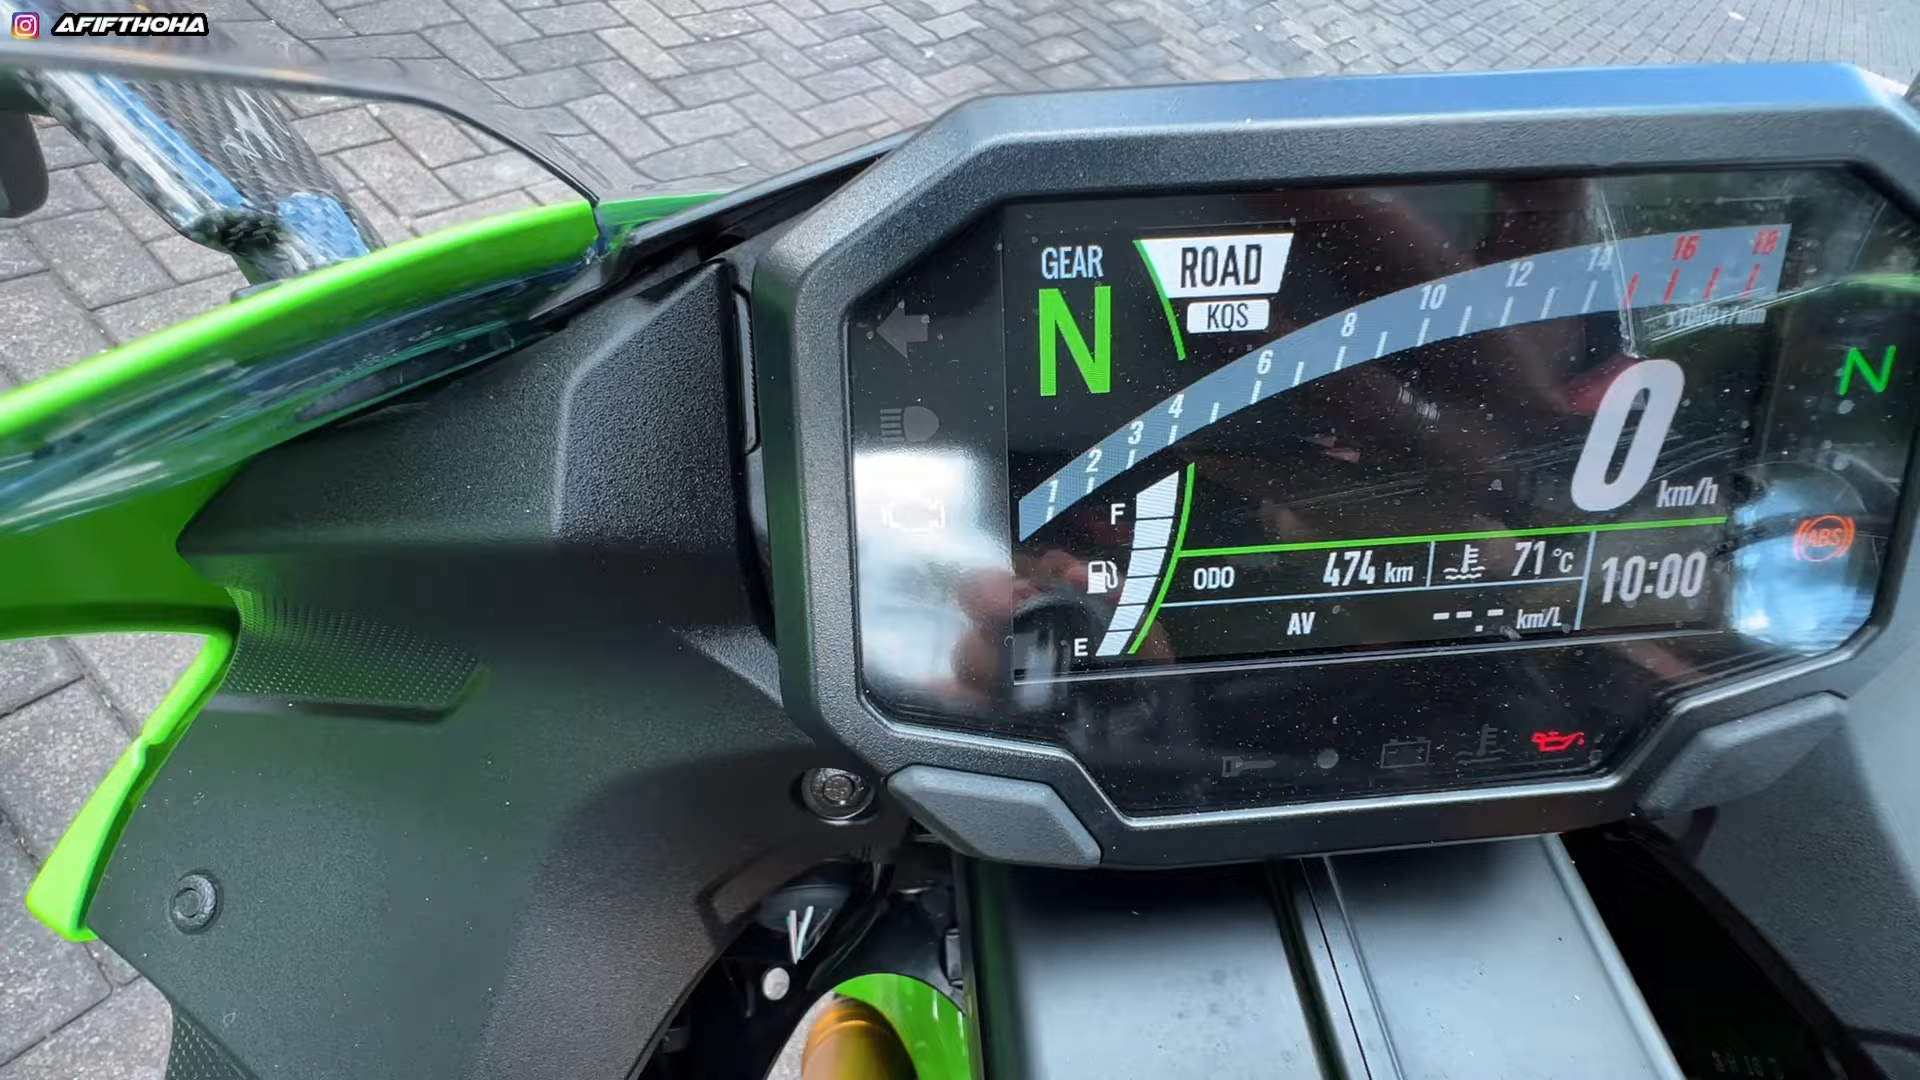 AFIFTHOHA
GEAR
N
ROAD
KQS
1 2 3 4 6 8 10 12 14 16 18
0 km/h
N
F
E
ODO 474 km 71 °C
10:00
AV --.- km/L
ABS